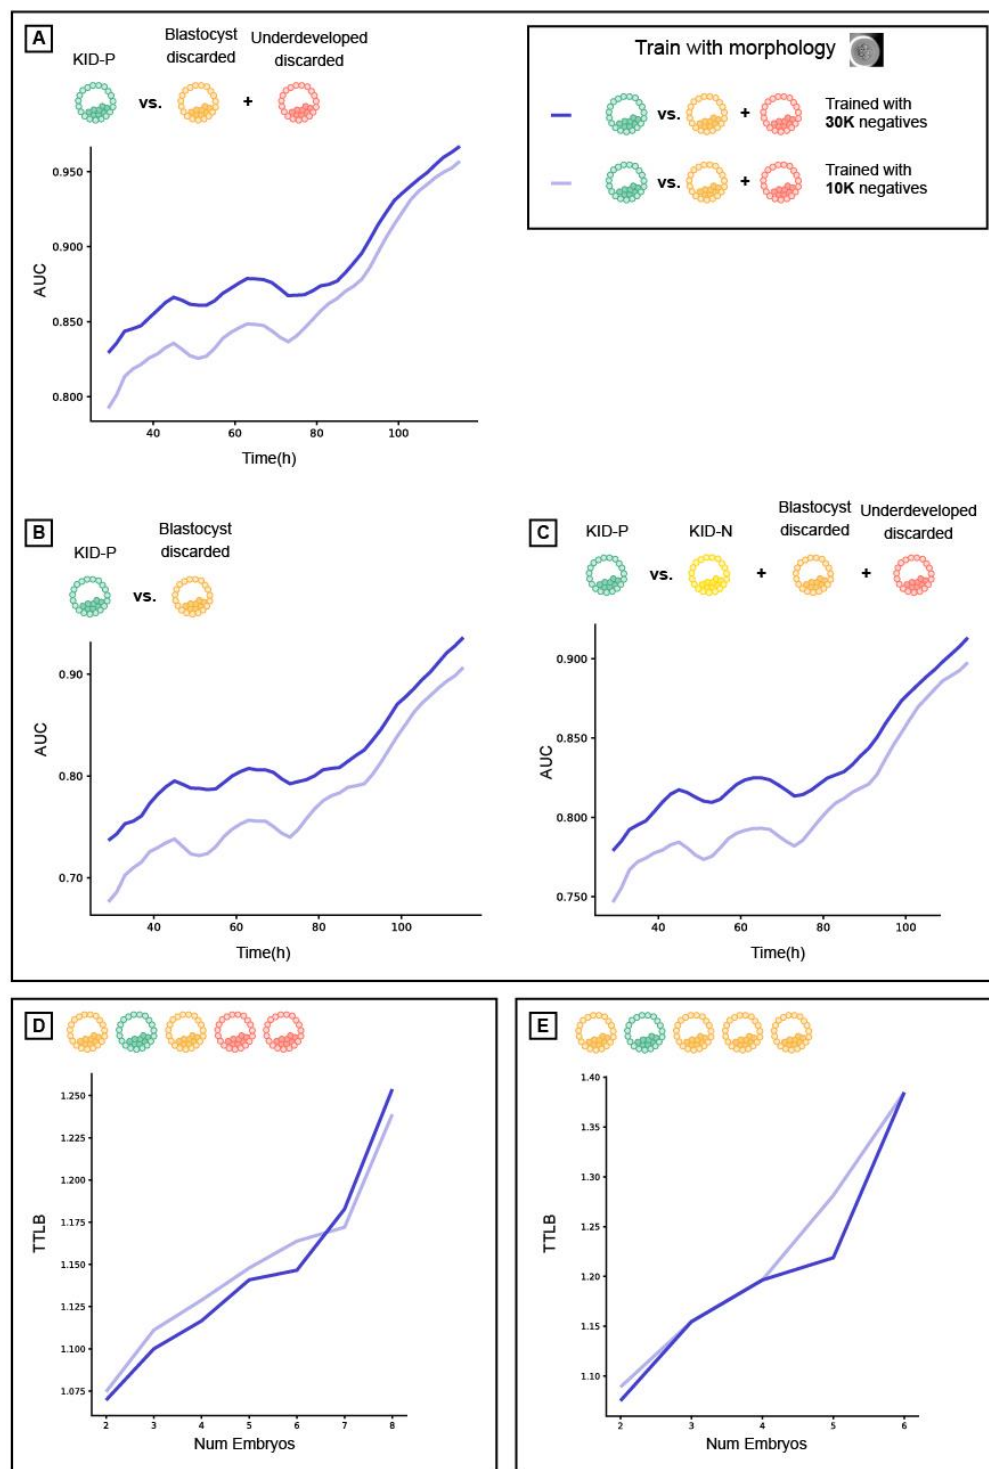 A
KID-P
vs.
Blastocyst
discarded
+
Underdeveloped
discarded
Train with morphology
vs.
+
Trained with
30K negatives
vs.
+
Trained with
10K negatives
0.950
0.900
0.850
0.800
AUC
40
60
80
100
Time(h)
B
KID-P
vs.
Blastocyst
discarded
0.90
0.80
0.70
AUC
40
60
80
100
Time(h)
C
KID-P
vs.
KID-N
+
Blastocyst
discarded
+
Underdeveloped
discarded
0.900
0.850
0.800
0.750
AUC
40
60
80
100
Time(h)
D
1.250
1.225
1.200
1.175
1.150
1.125
1.100
1.075
TTLB
2
3
4
5
6
7
8
Num Embryos
E
1.40
1.35
1.30
1.25
1.20
1.15
1.10
TTLB
2
3
4
5
6
Num Embryos